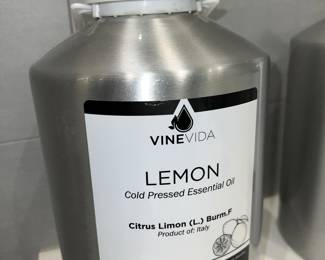 VINEVIDA
LEMON
Cold Pressed Essential Oil
Citrus Limon (L.) Burm.F
Product of: Italy